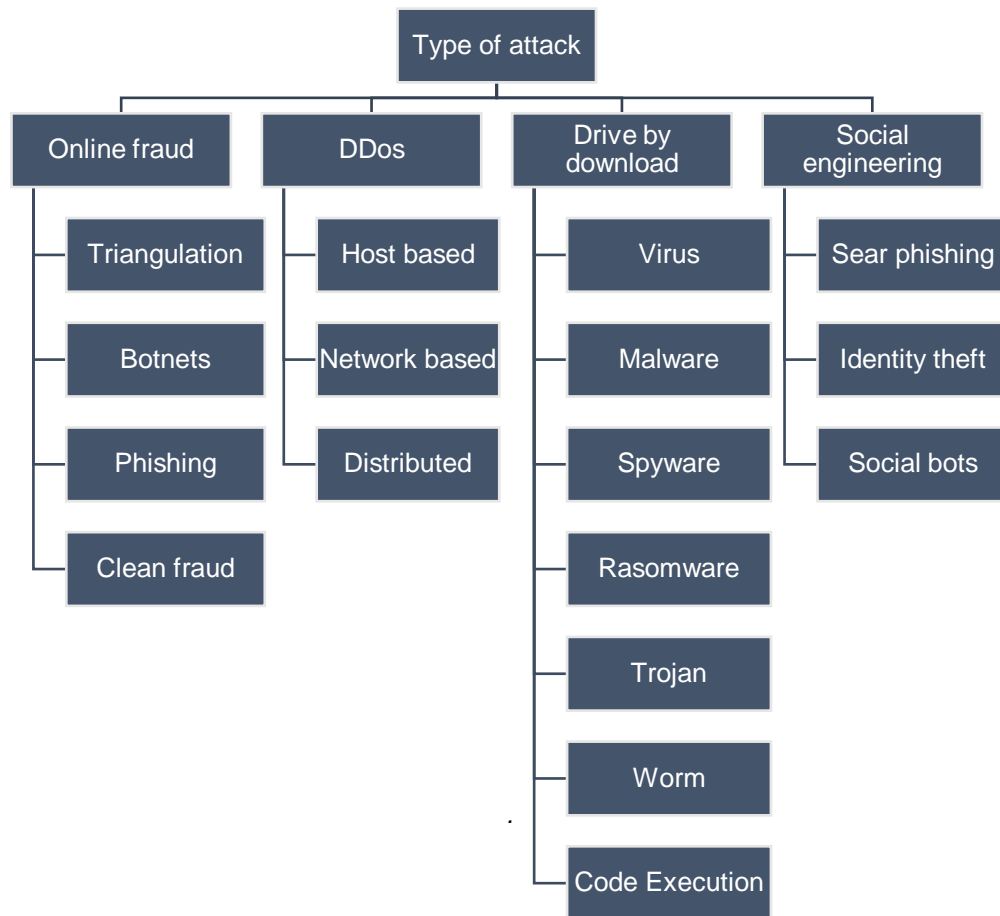 Type of attack
Online fraud
Triangulation
Botnets
Phishing
Clean fraud
DDos
Host based
Network based
Distributed
Drive by
download
Virus
Malware
Spyware
Rasomware
Trojan
Worm
Code Execution
Social
engineering
Sear phishing
Identity theft
Social bots
.